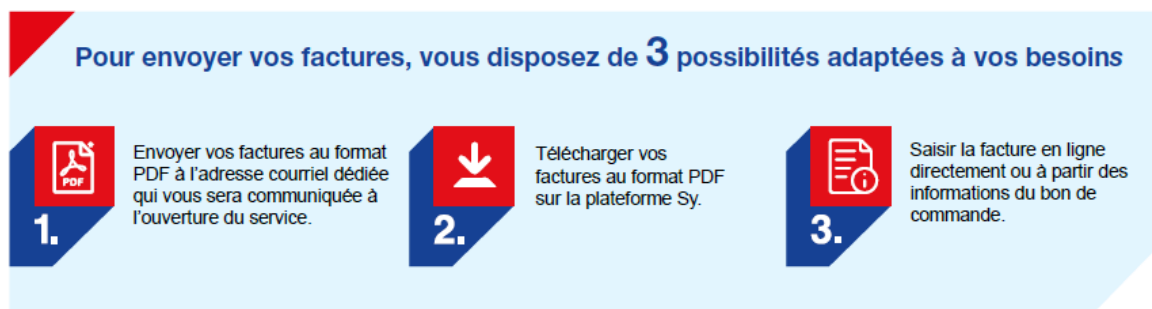 Pour envoyer vos factures, vous disposez de 3 possibilités adaptées à vos besoins
PDF
1.
Envoyer vos factures au format
PDF à l'adresse courriel dédiée
qui vous sera communiquée à
l'ouverture du service.
2.
Télécharger vos
factures au format PDF
sur la plateforme Sy.
3.
Saisir la facture en ligne
directement ou à partir des
informations du bon de
commande.